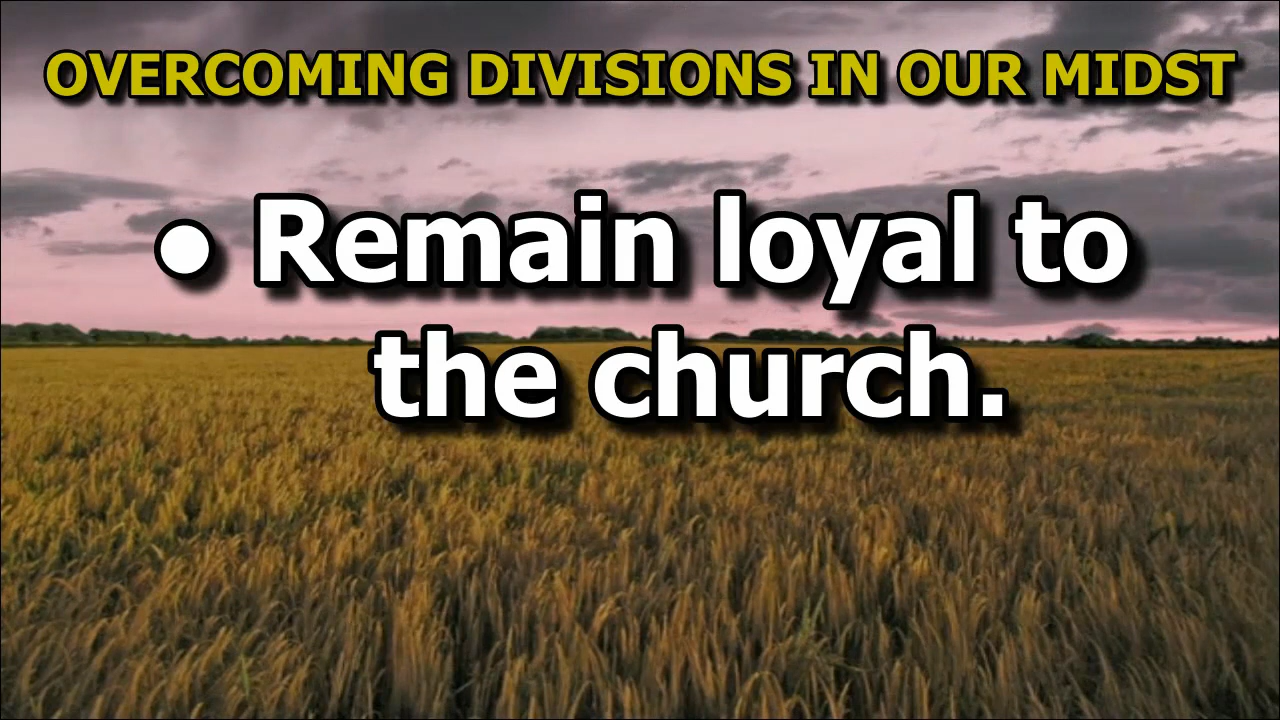 OVERCOMING DIVISIONS IN OUR MIDST
● Remain loyal to
the church.